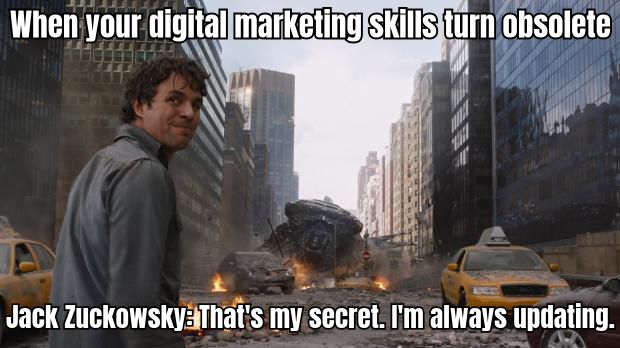 When your digital marketing skills turn obsolete
Jack Zuckowsky: That's my secret. I'm always updating.